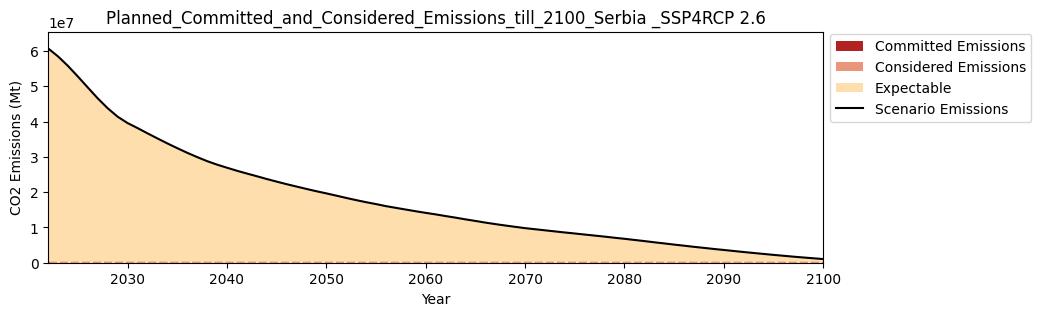 Planned_Committed_and_Considered_Emissions_till_2100_Serbia _SSP4RCP 2.6
1e7
CO2 Emissions (Mt)
6
5
4
3
2
1
0
2030 2040 2050 2060 2070 2080 2090 2100
Year
Committed Emissions
Considered Emissions
Expectable
Scenario Emissions